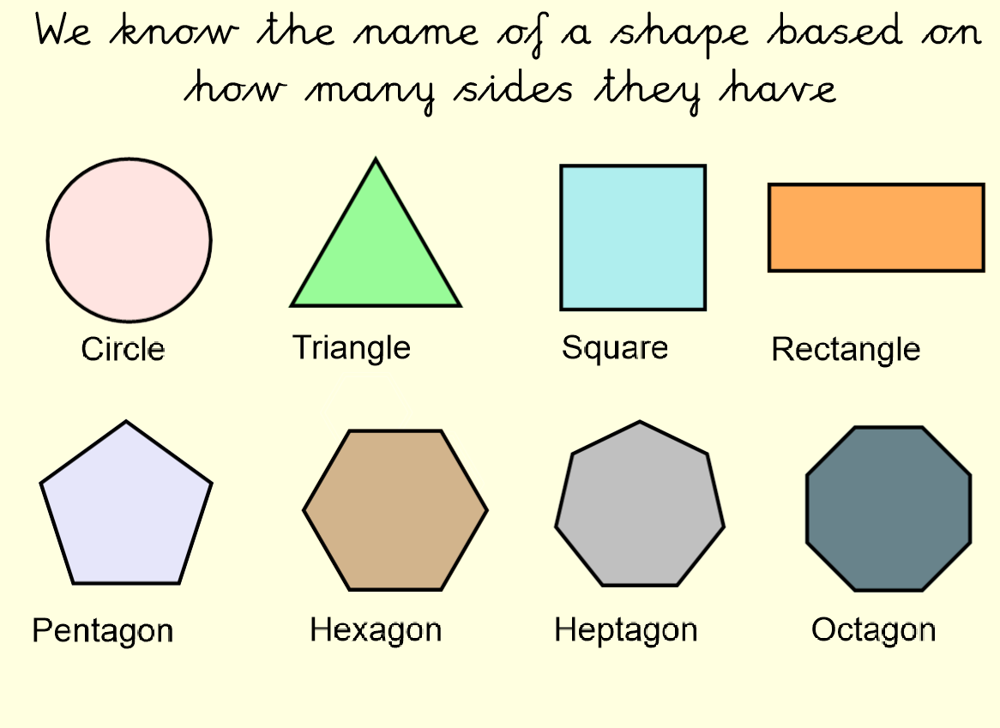 We know the name of a shape based on
how many sides they have
Circle
Triangle
Square
Rectangle
Pentagon
Hexagon
Heptagon
Octagon